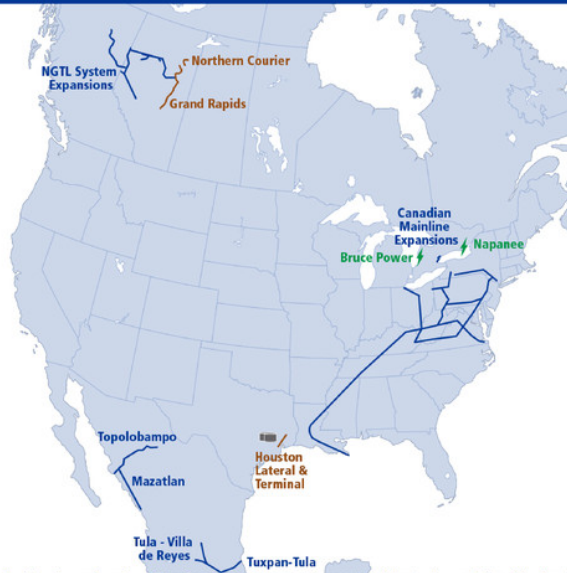 Northern Courier
NGTL System
Expansions
Grand Rapids
Canadian
Mainline
Expansions
Napanee
Bruce Power
Topolobampo
Mazatlan
Houston
Lateral &
Terminal
Tula - Villa
de Reyes
Tuxpan-Tula